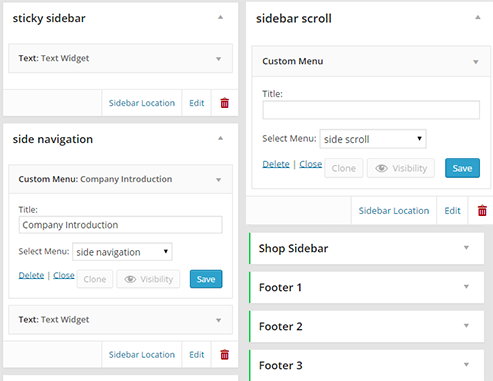 sticky sidebar
Text: Text Widget
Sidebar Location Edit
side navigation
Custom Menu: Company Introduction
Title:
Company Introduction
Select Menu: side navigation
Delete | Close Clone Visibility Save
Text: Text Widget
Sidebar Location Edit
sidebar scroll
Custom Menu
Title:
Select Menu: side scroll
Delete | Close Clone Visibility Save
Sidebar Location Edit
Shop Sidebar
Footer 1
Footer 2
Footer 3